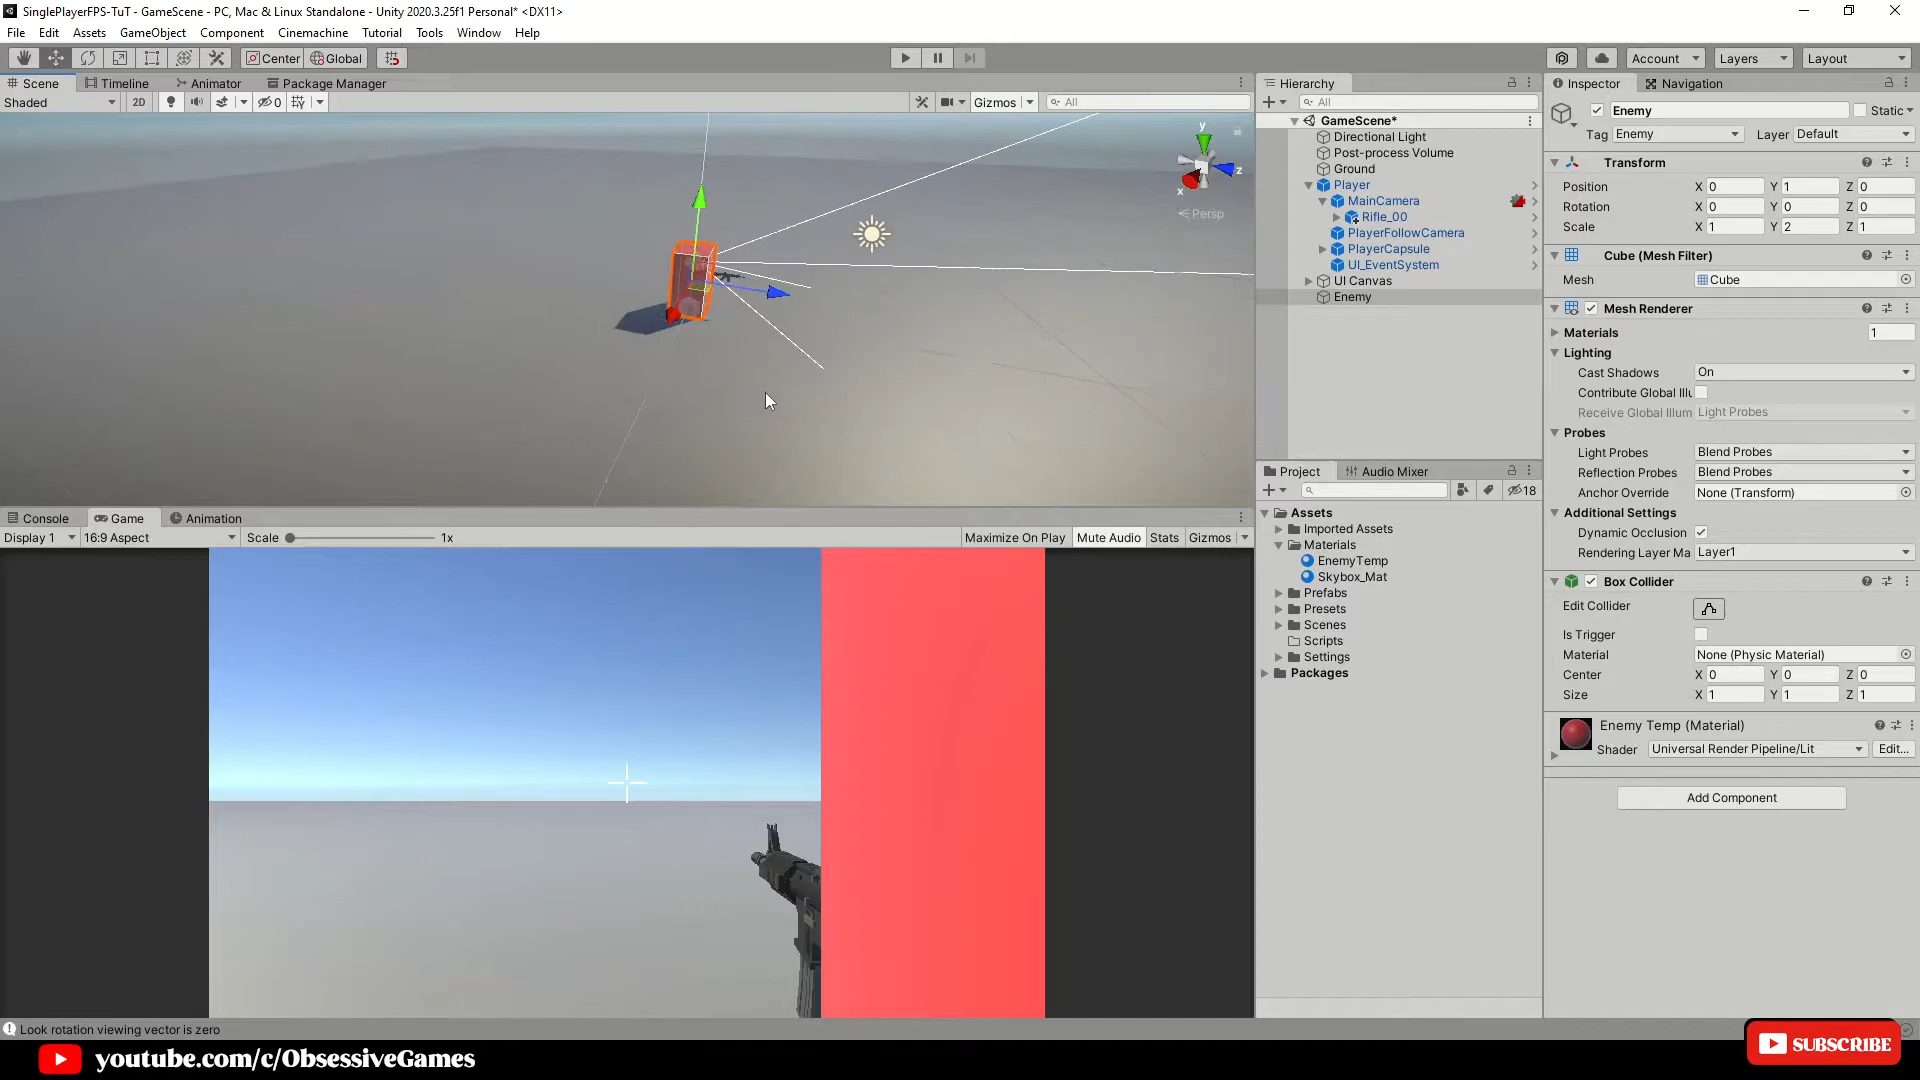 SinglePlayerFPS-TuT - GameScene - PC, Mac & Linux Standalone - Unity 2020.3.25f1 Personal* <DX11>
File Edit Assets GameObject Component Cinemachine Tutorial Tools Window Help
Center Global Account Layers Layout
Scene Timeline Animator Package Manager
Shaded 2D 0 Gizmos All
y
z
x
Persp
Hierarchy
All
GameScene*
Directional Light
Post-process Volume
Ground
Player
MainCamera
Rifle_00
PlayerFollowCamera
PlayerCapsule
UI_EventSystem
UI Canvas
Enemy
Project Audio Mixer
18
Assets
Imported Assets
Materials
EnemyTemp
Skybox_Mat
Prefabs
Presets
Scenes
Scripts
Settings
Packages
Inspector Navigation
Enemy Static
Tag Enemy Layer Default
Transform
Position X 0 Y 1 Z 0
Rotation X 0 Y 0 Z 0
Scale X 1 Y 2 Z 1
Cube (Mesh Filter)
Mesh Cube
Mesh Renderer
Materials 1
Lighting
Cast Shadows On
Contribute Global Illu
Receive Global Illum Light Probes
Probes
Light Probes Blend Probes
Reflection Probes Blend Probes
Anchor Override None (Transform)
Additional Settings
Dynamic Occlusion
Rendering Layer Ma Layer1
Box Collider
Edit Collider
Is Trigger
Material None (Physic Material)
Center X 0 Y 0 Z 0
Size X 1 Y 1 Z 1
Enemy Temp (Material)
Shader Universal Render Pipeline/Lit Edit...
Add Component
Console Game Animation
Display 1 16:9 Aspect Scale 1x Maximize On Play Mute Audio Stats Gizmos
Look rotation viewing vector is zero
youtube.com/c/ObsessiveGames
SUBSCRIBE